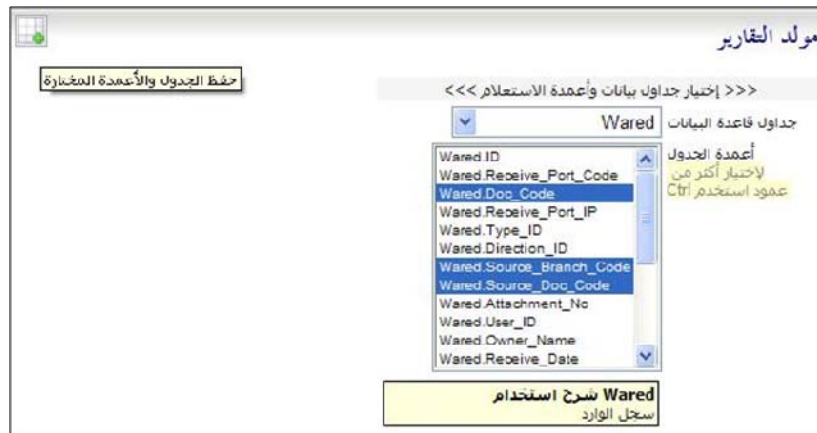 مولد التقارير
حفظ الجدول والأعمدة المختارة
<<< إختيار جداول بيانات وأعمدة الاستعلام >>>
جداول قاعدة البيانات Wared
أعمدة الجدول
لإختيار أكثر من
عمود استخدم Ctrl
Wared.ID
Wared.Receive_Port_Code
Wared.Doc_Code
Wared.Receive_Port_IP
Wared.Type_ID
Wared.Direction_ID
Wared.Source_Branch_Code
Wared.Source_Doc_Code
Wared.Attachment_No
Wared.User_ID
Wared.Owner_Name
Wared.Receive_Date
Wared شرح استخدام
سجل الوارد